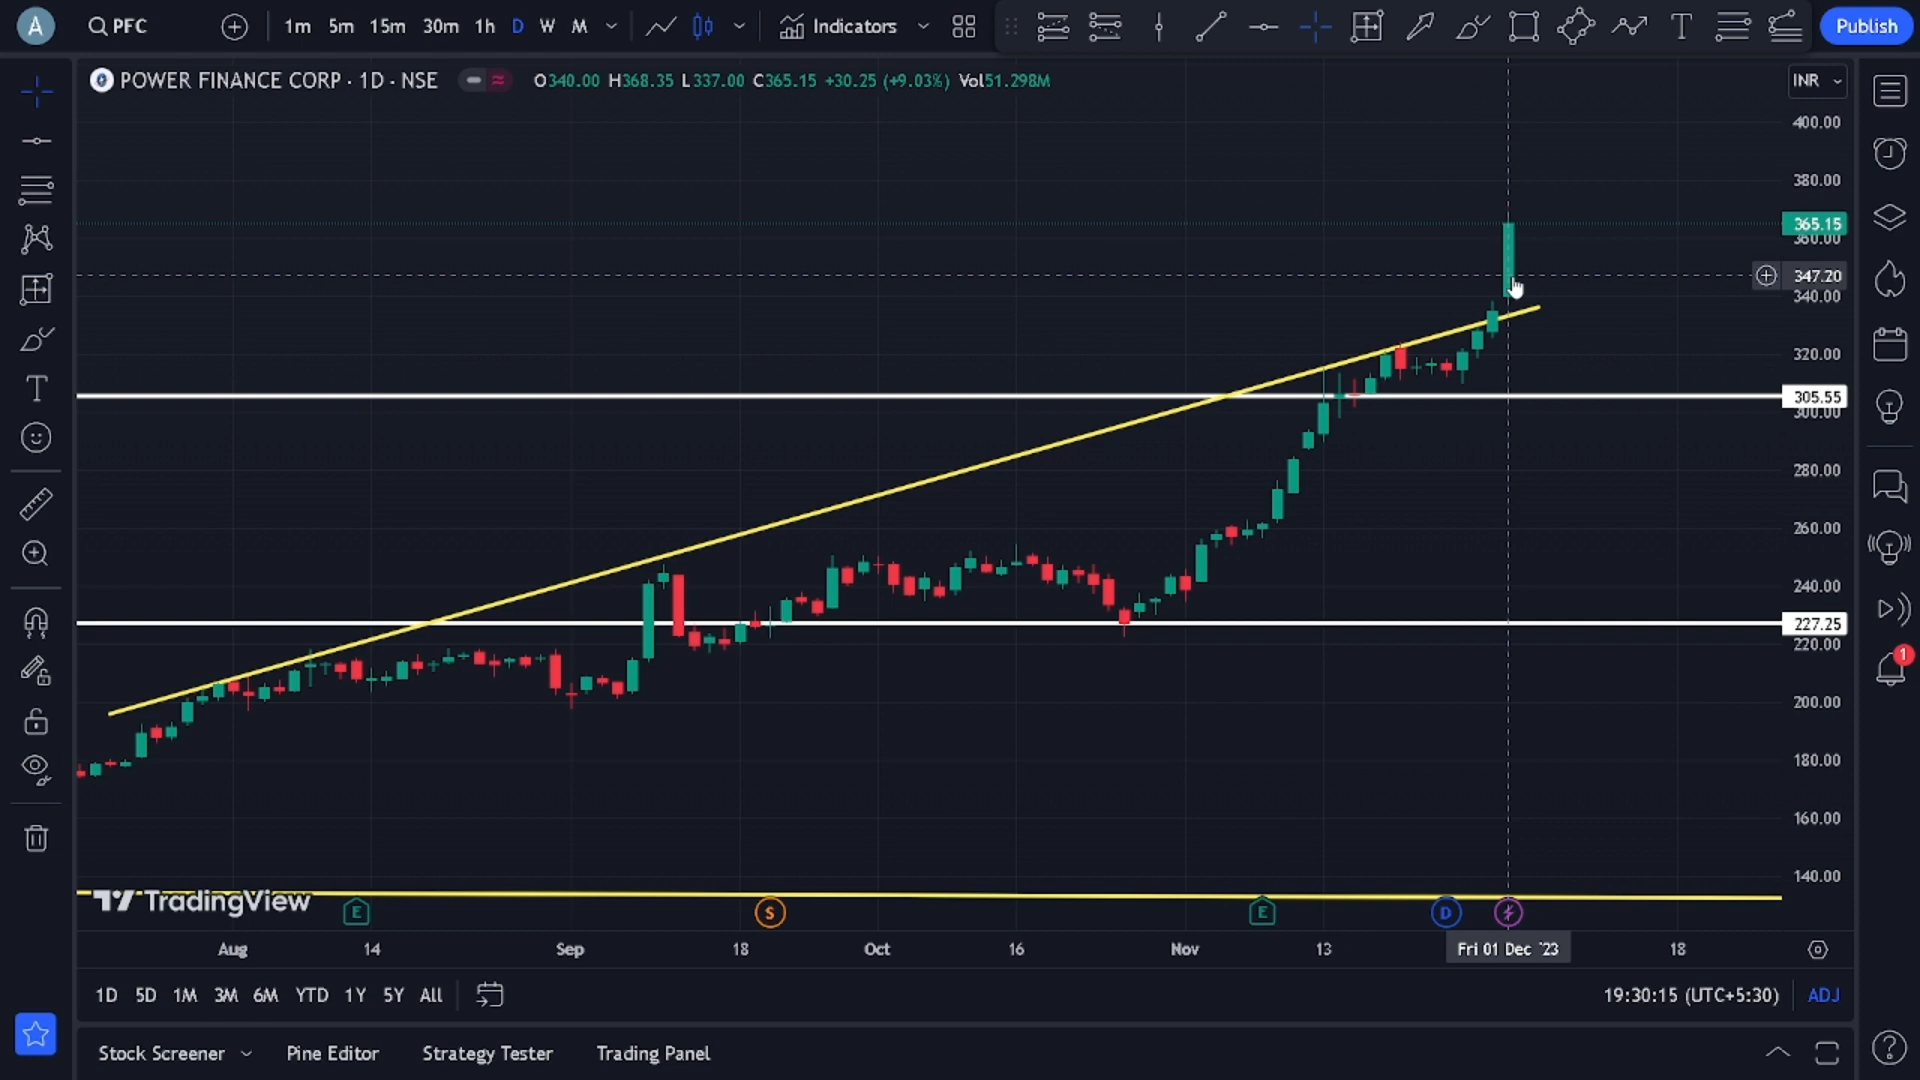 A PFC 1m 5m 15m 30m 1h D W M Indicators T Publish
POWER FINANCE CORP · 1D · NSE O340.00 H368.35 L337.00 C365.15 +30.25 (+9.03%) Vol51.298M INR
400.00
380.00
365.15
360.00
347.20
340.00
320.00
305.55
300.00
280.00
260.00
240.00
227.25
220.00
1
200.00
180.00
160.00
140.00
TradingView
E S E D
Aug 14 Sep 18 Oct 16 Nov 13 Fri 01 Dec '23 18
1D 5D 1M 3M 6M YTD 1Y 5Y All 19:30:15 (UTC+5:30) ADJ
Stock Screener Pine Editor Strategy Tester Trading Panel